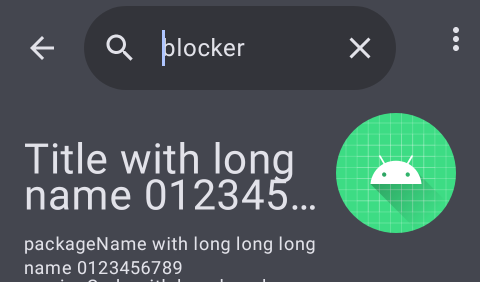 blocker
Title with long
name 012345…
packageName with long long long
name 0123456789